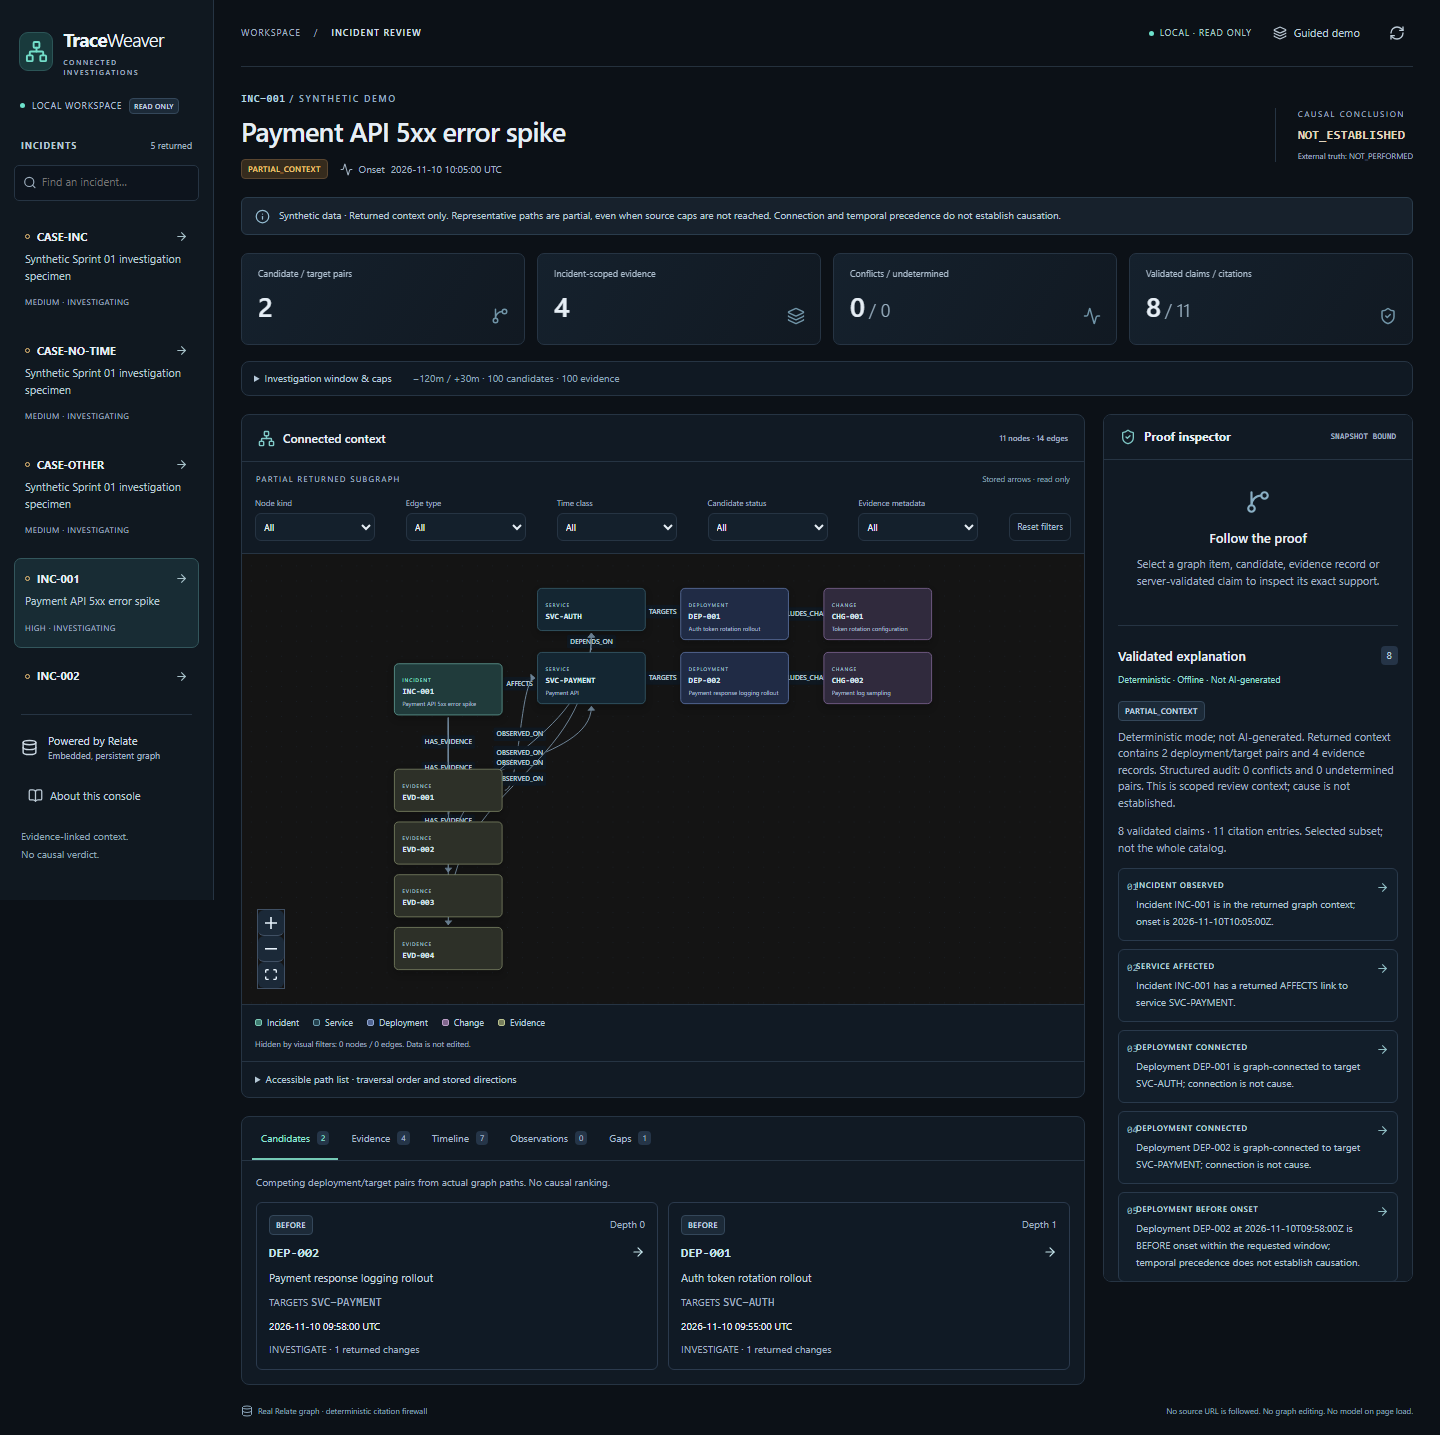 TraceWeaver
CONNECTED
INVESTIGATIONS
LOCAL WORKSPACE READ ONLY
INCIDENTS 5 returned
Find an incident...
CASE-INC
Synthetic Sprint 01 investigation
specimen
MEDIUM · INVESTIGATING
CASE-NO-TIME
Synthetic Sprint 01 investigation
specimen
MEDIUM · INVESTIGATING
CASE-OTHER
Synthetic Sprint 01 investigation
specimen
MEDIUM · INVESTIGATING
INC-001
Payment API 5xx error spike
HIGH · INVESTIGATING
INC-002
Powered by Relate
Embedded, persistent graph
About this console
Evidence-linked context.
No causal verdict.
WORKSPACE / INCIDENT REVIEW
LOCAL · READ ONLY Guided demo
INC-001 / SYNTHETIC DEMO
Payment API 5xx error spike
PARTIAL_CONTEXT Onset 2026-11-10 10:05:00 UTC
CAUSAL CONCLUSION
NOT_ESTABLISHED
External truth: NOT_PERFORMED
Synthetic data · Returned context only. Representative paths are partial, even when source caps are not reached. Connection and temporal precedence do not establish causation.
Candidate / target pairs
2
Incident-scoped evidence
4
Conflicts / undetermined
0 / 0
Validated claims / citations
8 / 11
Investigation window & caps −120m / +30m · 100 candidates · 100 evidence
Connected context 11 nodes · 14 edges
PARTIAL RETURNED SUBGRAPH Stored arrows · read only
Node kind Edge type Time class Candidate status Evidence metadata
All All All All All Reset filters
SERVICE
SVC-AUTH
TARGETS
DEPLOYMENT
DEP-001
Auth token rotation rollout
LUDES_CHA
CHANGE
CHG-001
Token rotation configuration
DEPENDS_ON
INCIDENT
INC-001
Payment API 5xx error spike
AFFECTS
SERVICE
SVC-PAYMENT
Payment API
TARGETS
DEPLOYMENT
DEP-002
Payment response logging rollout
LUDES_CHA
CHANGE
CHG-002
Payment log sampling
OBSERVED_ON
HAS_EVIDENCE
OBSERVED_ON
OBSERVED_ON
HAS_EVIDENCE
BSERVED_ON
EVIDENCE
EVD-001
HAS_EVIDENCE
EVIDENCE
EVD-002
EVIDENCE
EVD-003
EVIDENCE
EVD-004
Incident Service Deployment Change Evidence
Hidden by visual filters: 0 nodes / 0 edges. Data is not edited.
Accessible path list · traversal order and stored directions
Candidates 2 Evidence 4 Timeline 7 Observations 0 Gaps 1
Competing deployment/target pairs from actual graph paths. No causal ranking.
BEFORE Depth 0
DEP-002
Payment response logging rollout
TARGETS SVC-PAYMENT
2026-11-10 09:58:00 UTC
INVESTIGATE · 1 returned changes
BEFORE Depth 1
DEP-001
Auth token rotation rollout
TARGETS SVC-AUTH
2026-11-10 09:55:00 UTC
INVESTIGATE · 1 returned changes
Proof inspector SNAPSHOT BOUND
Follow the proof
Select a graph item, candidate, evidence record or
server-validated claim to inspect its exact support.
Validated explanation 8
Deterministic · Offline · Not AI-generated
PARTIAL_CONTEXT
Deterministic mode; not AI-generated. Returned context
contains 2 deployment/target pairs and 4 evidence
records. Structured audit: 0 conflicts and 0 undetermined
pairs. This is scoped review context; cause is not
established.
8 validated claims · 11 citation entries. Selected subset;
not the whole catalog.
01 INCIDENT OBSERVED
Incident INC-001 is in the returned graph context;
onset is 2026-11-10T10:05:00Z.
02 SERVICE AFFECTED
Incident INC-001 has a returned AFFECTS link to
service SVC-PAYMENT.
03 DEPLOYMENT CONNECTED
Deployment DEP-001 is graph-connected to target
SVC-AUTH; connection is not cause.
04 DEPLOYMENT CONNECTED
Deployment DEP-002 is graph-connected to target
SVC-PAYMENT; connection is not cause.
05 DEPLOYMENT BEFORE ONSET
Deployment DEP-002 at 2026-11-10T09:58:00Z is
BEFORE onset within the requested window;
temporal precedence does not establish causation.
Real Relate graph · deterministic citation firewall
No source URL is followed. No graph editing. No model on page load.